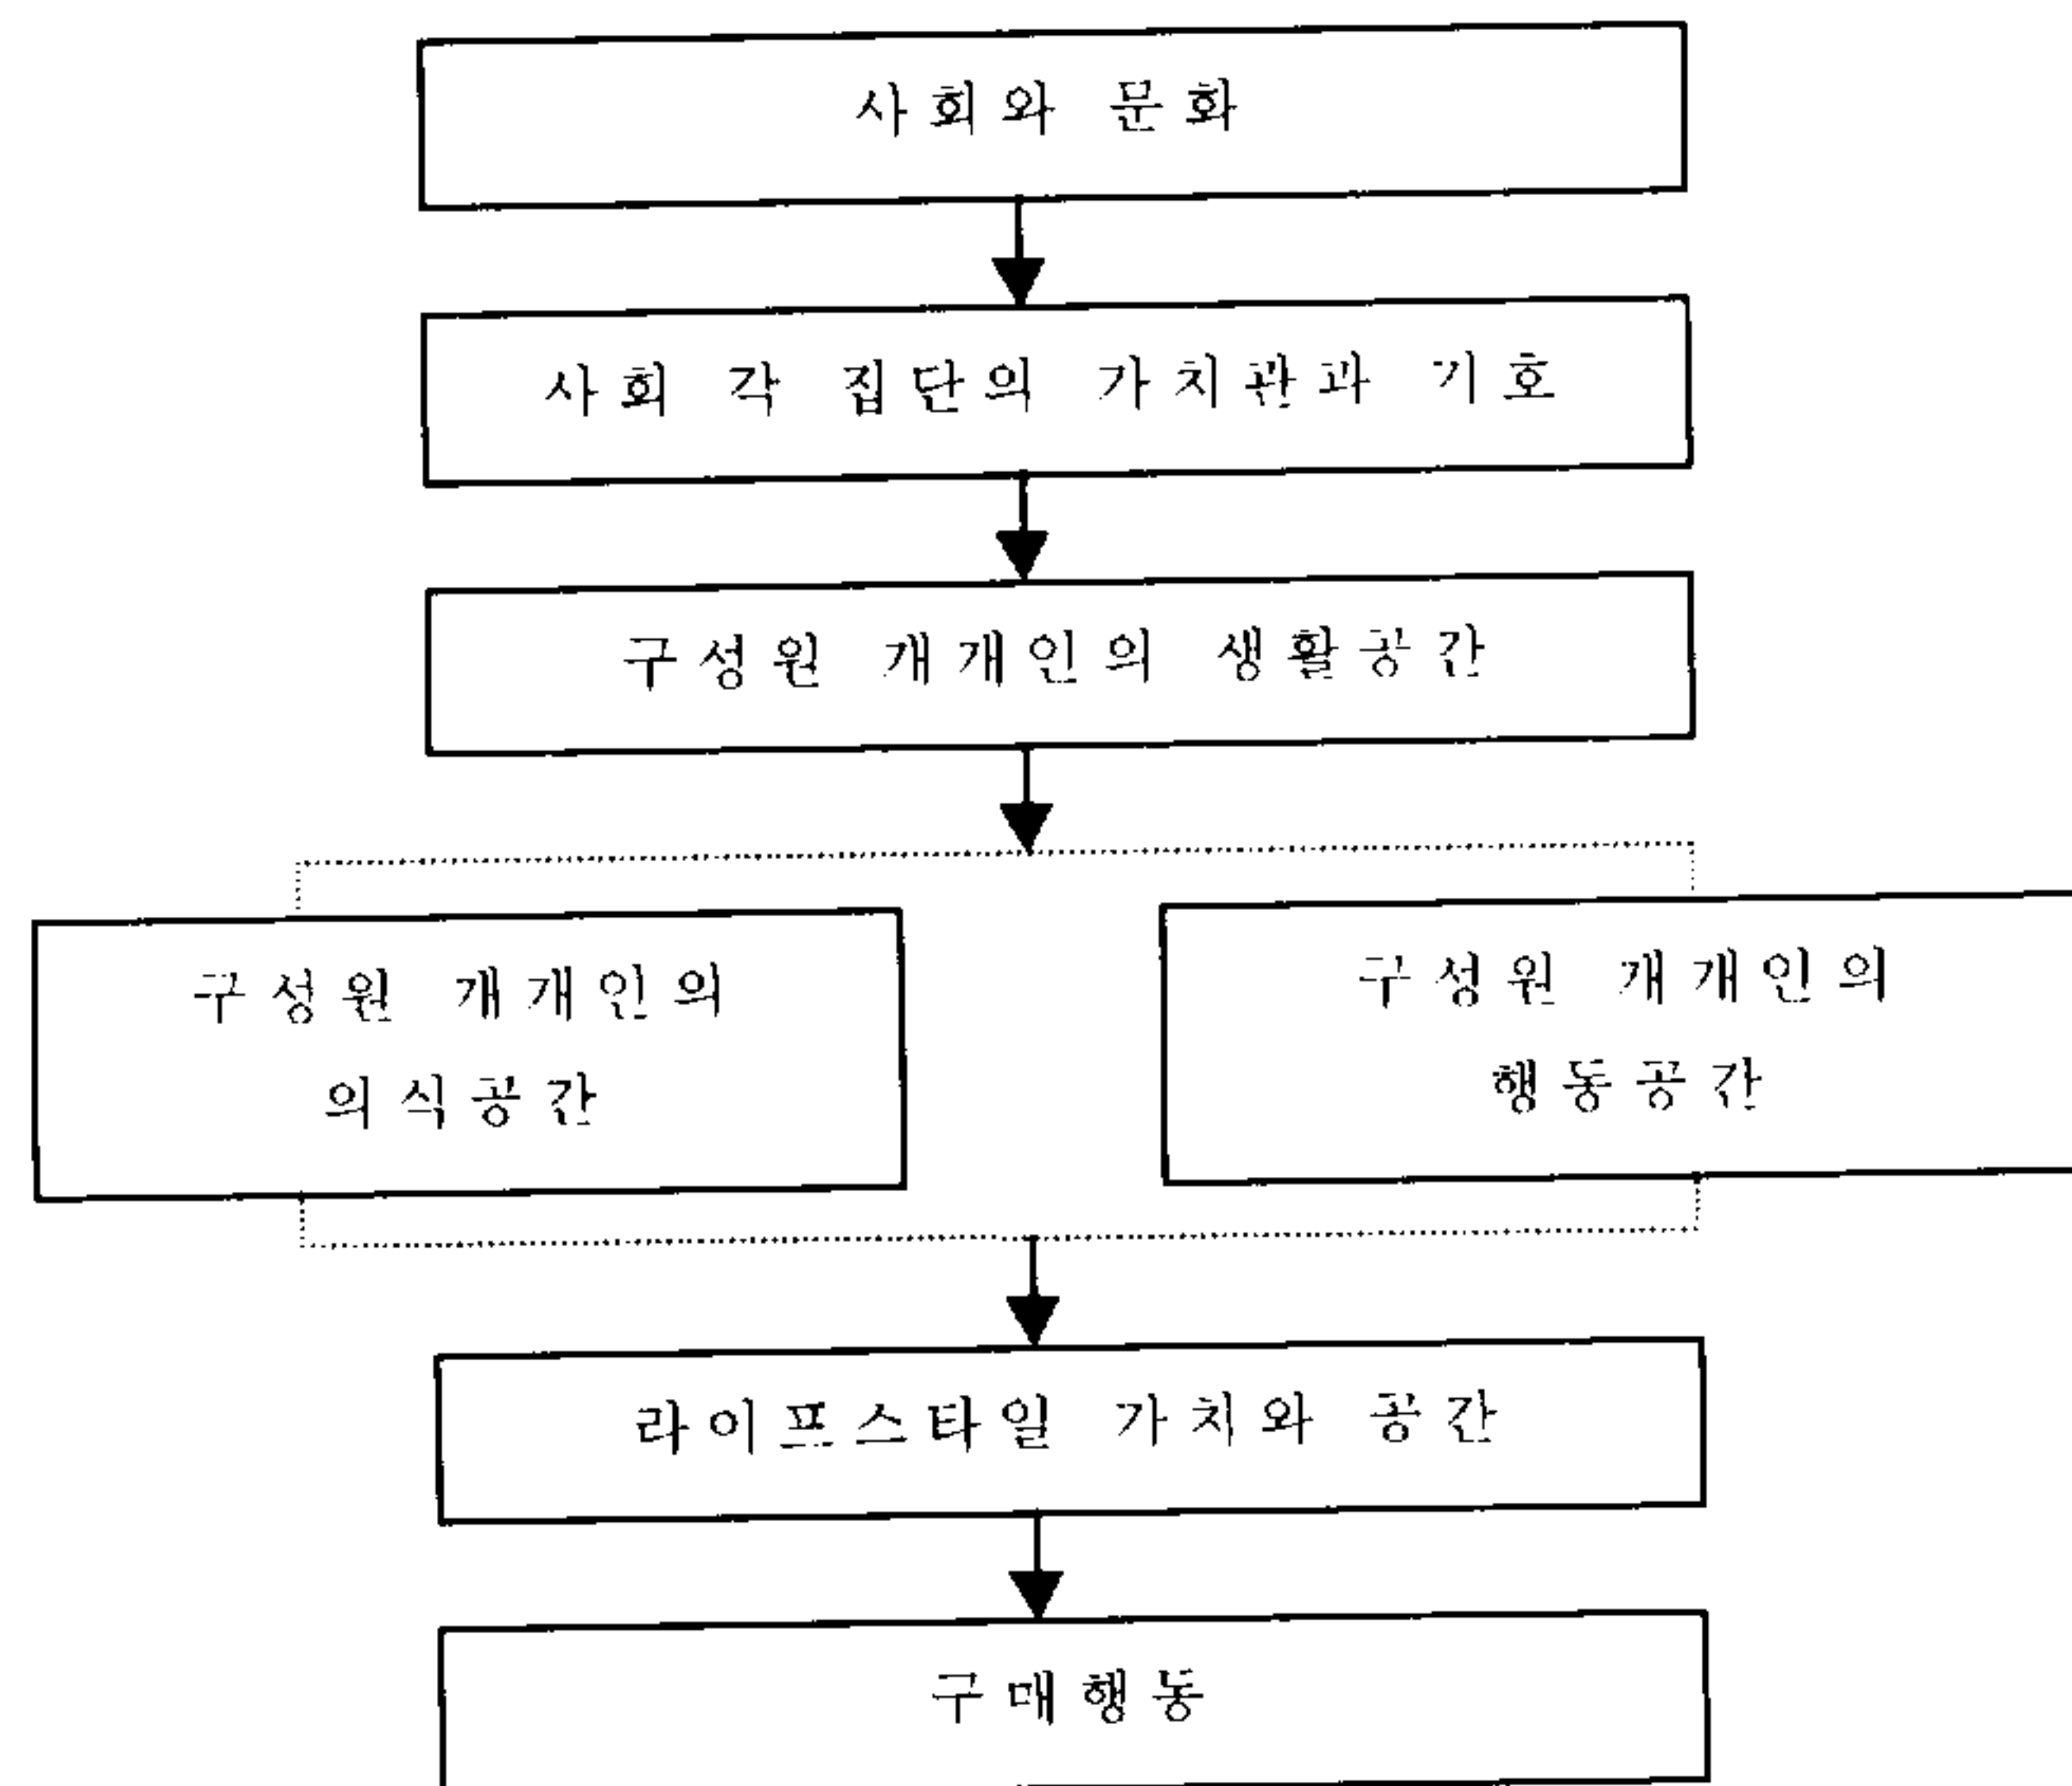 사회와 문화
사회 각 집단의 가치관과 기호
구성원 개개인의 생활공간
구성원 개개인의
의식공간
구성원 개개인의
행동공간
라이프스타일 가치와 공간
구매행동